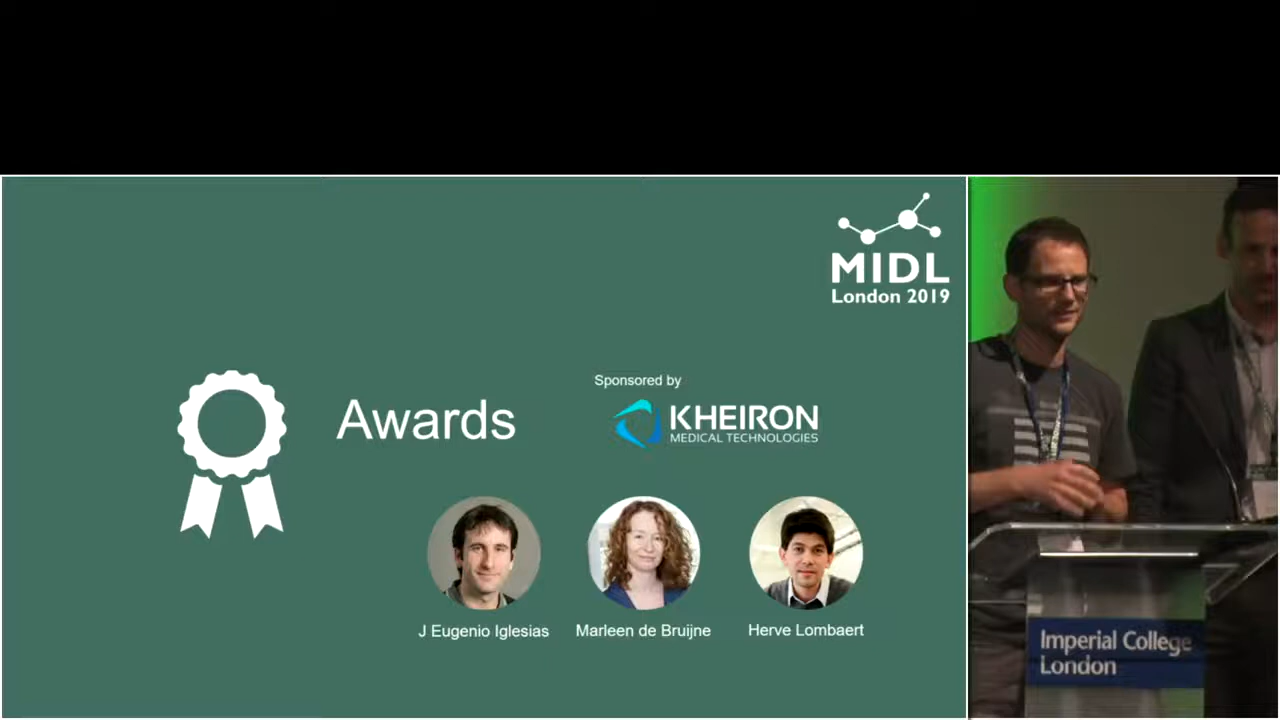 MIDL
London 2019
Awards
Sponsored by
KHEIRON
MEDICAL TECHNOLOGIES
J Eugenio Iglesias
Marleen de Bruijne
Herve Lombaert
Imperial College
London